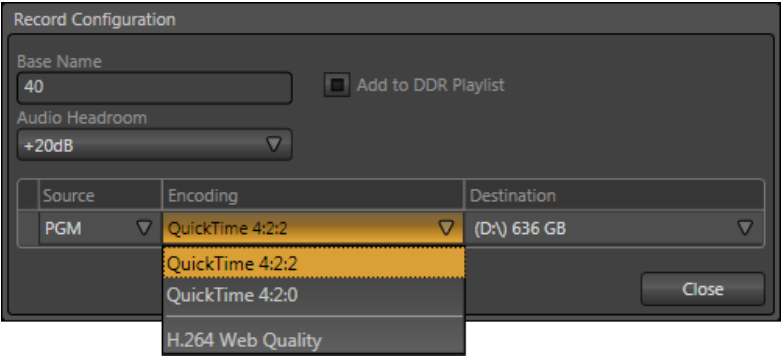 Record Configuration
Base Name
40
Add to DDR Playlist
Audio Headroom
+20dB
Source Encoding Destination
PGM QuickTime 4:2:2 (D:\) 636 GB
QuickTime 4:2:2
QuickTime 4:2:0
Close
H.264 Web Quality